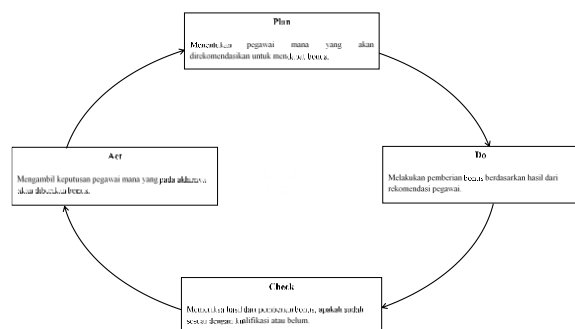 Plan
Menentukan pegawai mana yang akan
direkomendasikan untuk mendapat bonus.
Do
Melakukan pemberian bonus berdasarkan hasil dari
rekomendasi pegawai.
Act
Mengambil keputusan pegawai mana yang pada akhirnya
akan diberikan bonus.
Check
Memeriksa hasil dari pemberian bonus, apakah sudah
sesuai dengan kualifikasi atau belum.